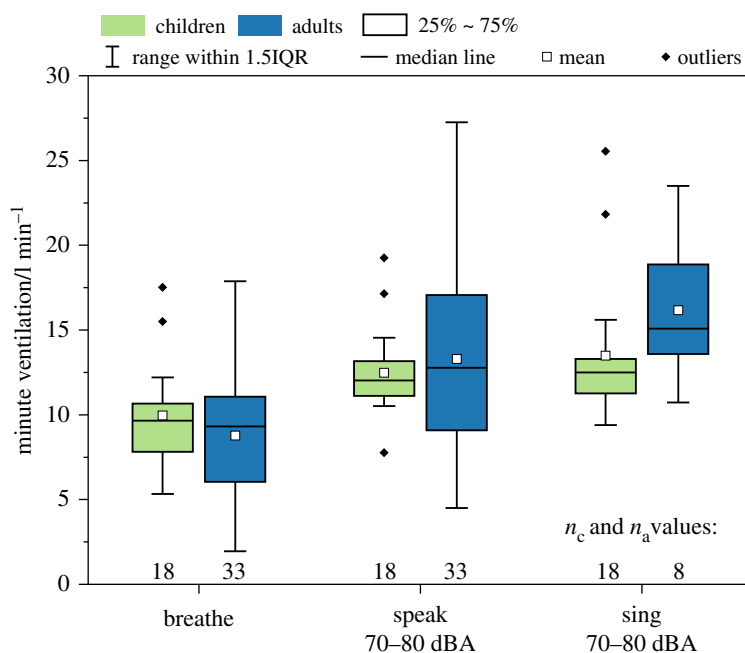 children adults 25% ~ 75%
range within 1.5IQR median line mean outliers
30
25
20
15
10
5
0
minute ventilation/l min⁻¹
n_c and n_a values:
18 33 18 33 18 8
breathe speak sing
70–80 dBA 70–80 dBA